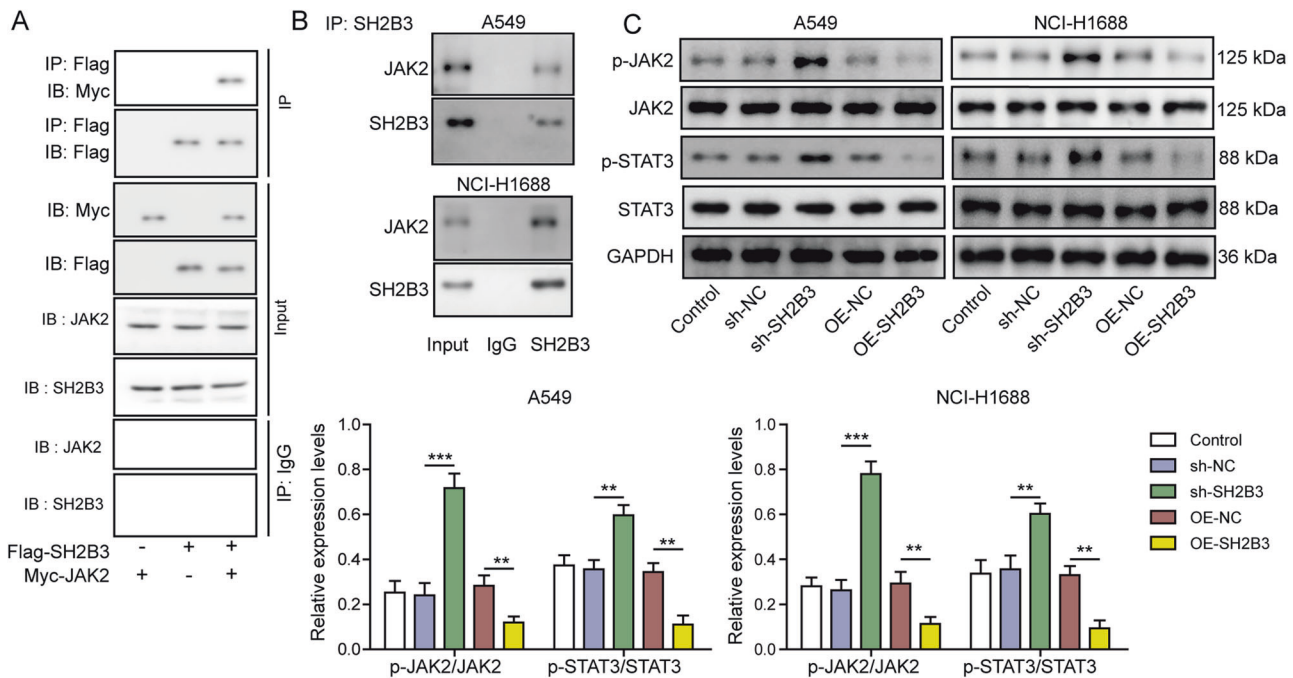 A
IP: Flag
IB: Myc
IP: Flag
IB: Flag
IP
IB: Myc
IB: Flag
IB : JAK2
IB : SH2B3
Input
IB : JAK2
IB : SH2B3
IP: IgG
Flag-SH2B3 - + +
Myc-JAK2 + - +
B
IP: SH2B3
A549
JAK2
SH2B3
NCI-H1688
JAK2
SH2B3
Input IgG SH2B3
C
A549 NCI-H1688
p-JAK2 125 kDa
JAK2 125 kDa
p-STAT3 88 kDa
STAT3 88 kDa
GAPDH 36 kDa
Control sh-NC sh-SH2B3 OE-NC OE-SH2B3
Control sh-NC sh-SH2B3 OE-NC OE-SH2B3
A549
Relative expression levels
1.0
0.8
0.6
0.4
0.2
0.0
*** ** ** **
p-JAK2/JAK2 p-STAT3/STAT3
NCI-H1688
Relative expression levels
1.0
0.8
0.6
0.4
0.2
0.0
*** ** ** **
p-JAK2/JAK2 p-STAT3/STAT3
Control
sh-NC
sh-SH2B3
OE-NC
OE-SH2B3